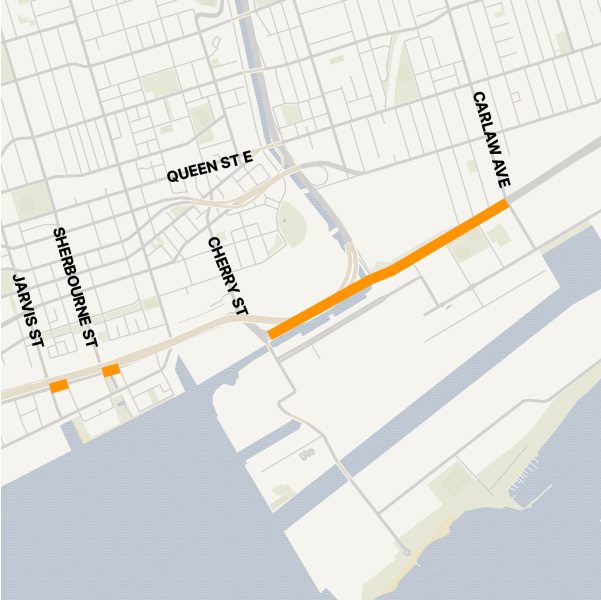 CARLAW AVE
QUEEN ST E
SHERBOURNE ST
CHERRY ST
JARVIS ST